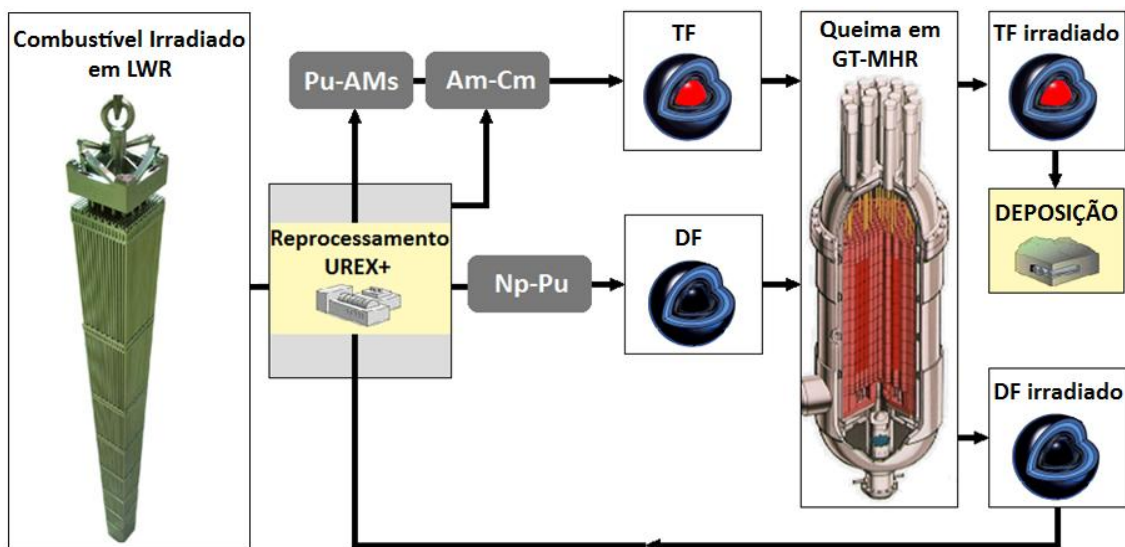 Combustível Irradiado
em LWR
Pu-AMs
Am-Cm
TF
Queima em
GT-MHR
TF irradiado
DEPOSIÇÃO
Reprocessamento
UREX+
Np-Pu
DF
DF irradiado